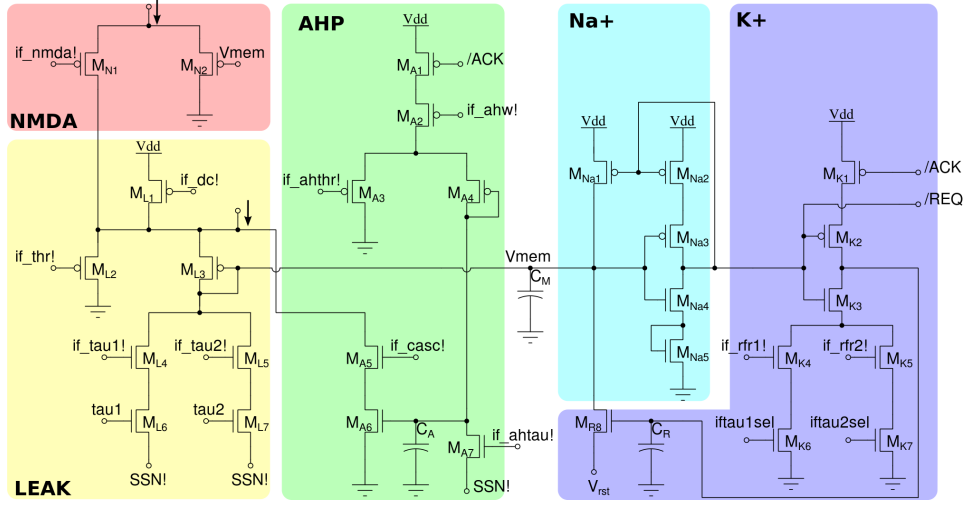 AHP
Na+
K+
Vdd
if_nmda!
MN1
MN2
Vmem
MA1
/ACK
NMDA
MA2
if_ahw!
Vdd
Vdd
Vdd
Vdd
ML1
if_dc!
if_ahthr!
MA3
MA4
MNa1
MNa2
MK1
/ACK
/REQ
MNa3
MK2
if_thr!
ML2
ML3
Vmem
CM
MNa4
MK3
if_tau1!
ML4
if_tau2!
ML5
MA5
if_casc!
MNa5
if_rfr1!
MK4
if_rfr2!
MK5
tau1
ML6
tau2
ML7
MA6
CA
MA7
if_ahtau!
MR8
CR
iftau1sel
MK6
iftau2sel
MK7
LEAK
SSN!
SSN!
SSN!
Vrst